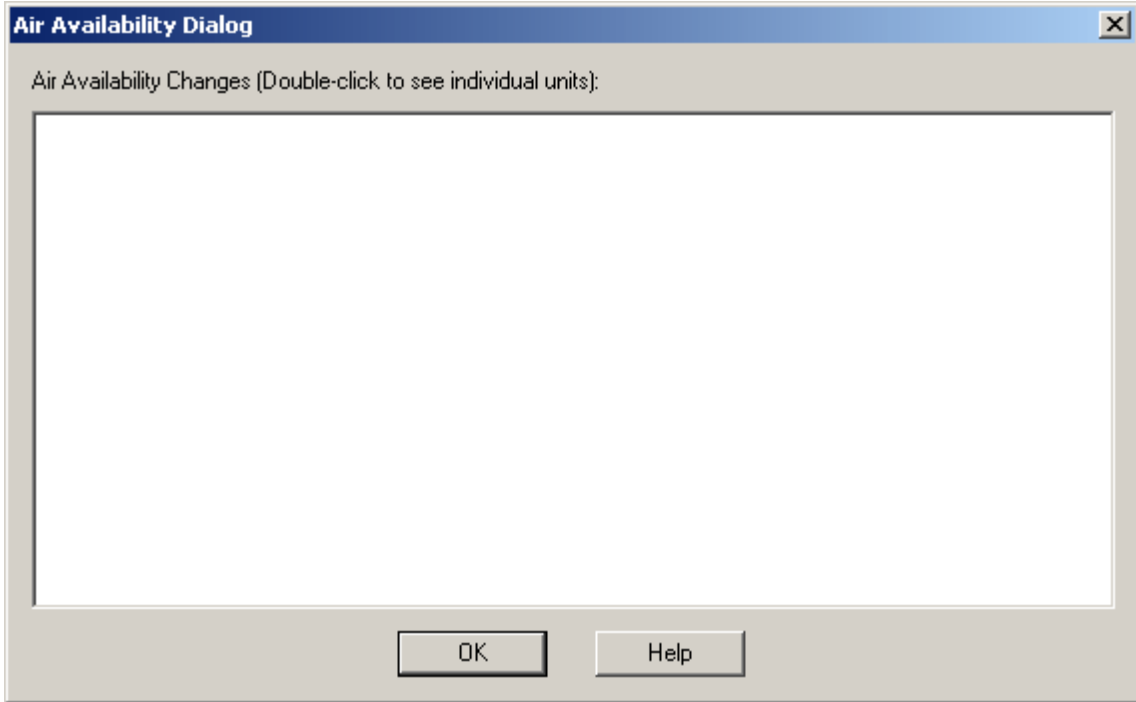 Air Availability Dialog
Air Availability Changes (Double-click to see individual units):
OK
Help